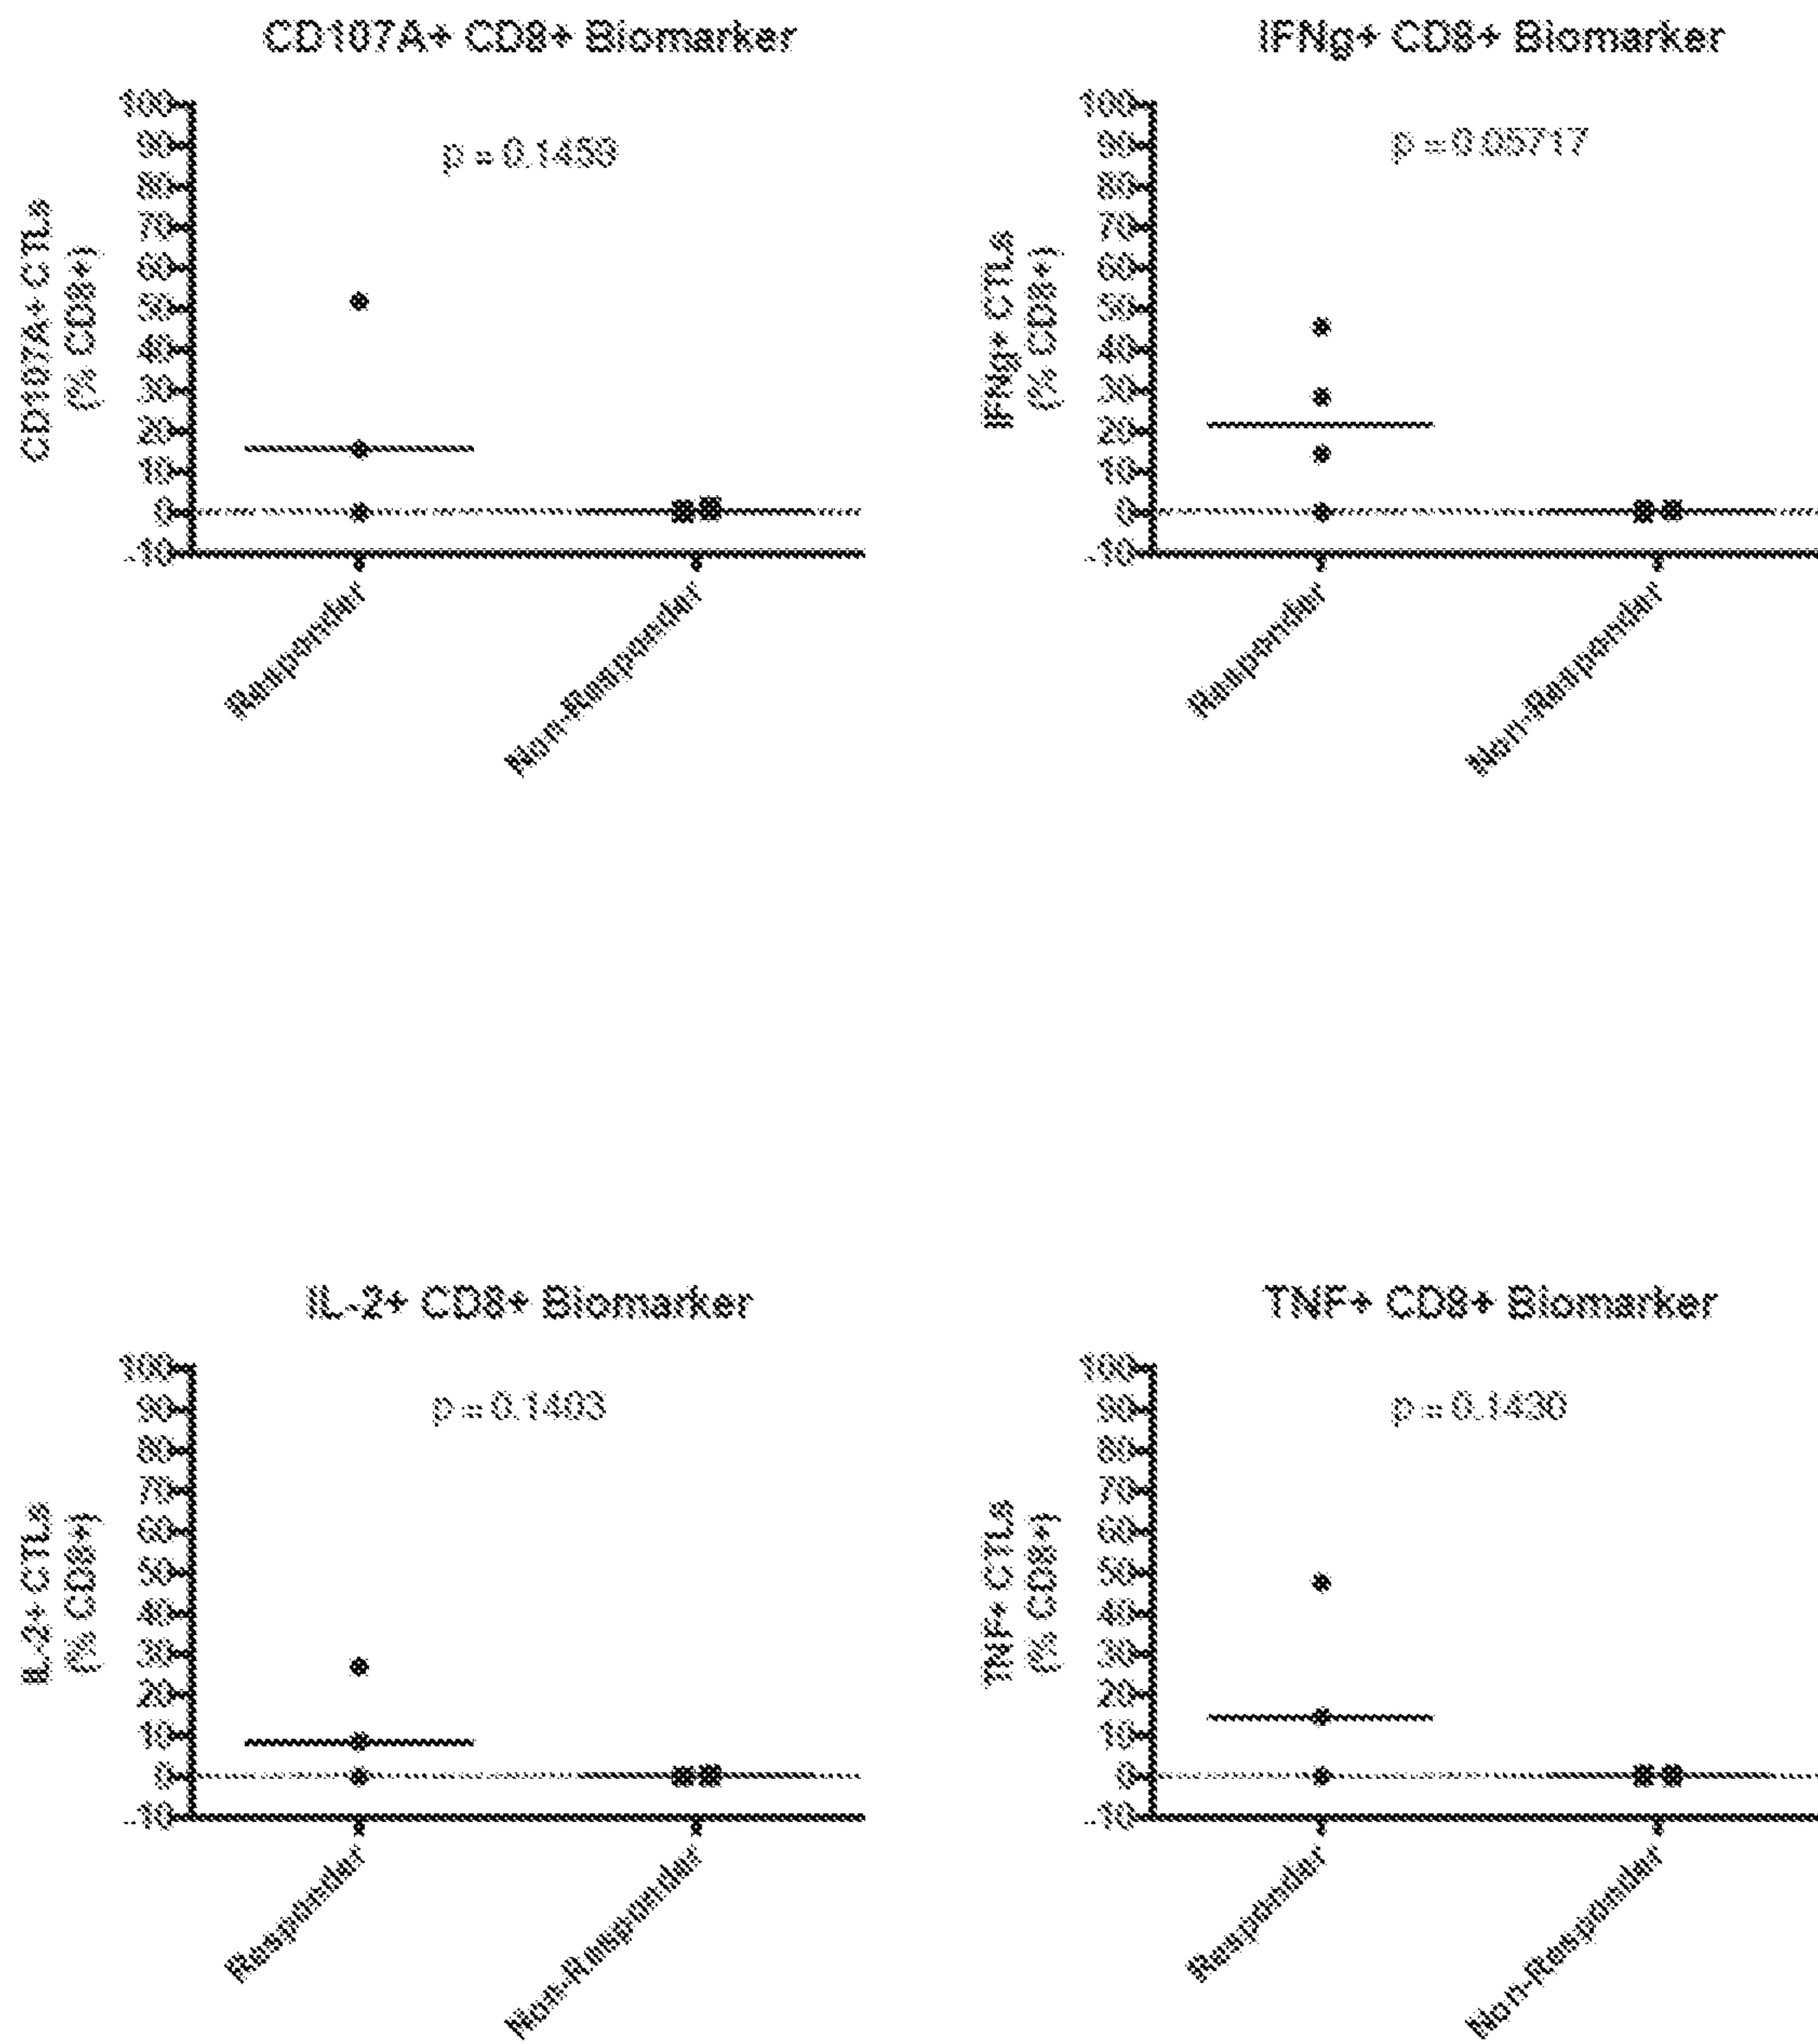 CD107A+ CD8+ Biomarker
p = 0.1459
CD107A+ CTLs
(% CD8+)
100
90
80
70
60
50
40
30
20
10
0
-10
Responder
Non-Responder
IFNg+ CD8+ Biomarker
p = 0.05717
IFNg+ CTLs
(% CD8+)
100
90
80
70
60
50
40
30
20
10
0
-10
Responder
Non-Responder
IL-2+ CD8+ Biomarker
p = 0.1403
IL-2+ CTLs
(% CD8+)
100
90
80
70
60
50
40
30
20
10
0
-10
Responder
Non-Responder
TNF+ CD8+ Biomarker
p = 0.1430
TNF+ CTLs
(% CD8+)
100
90
80
70
60
50
40
30
20
10
0
-10
Responder
Non-Responder